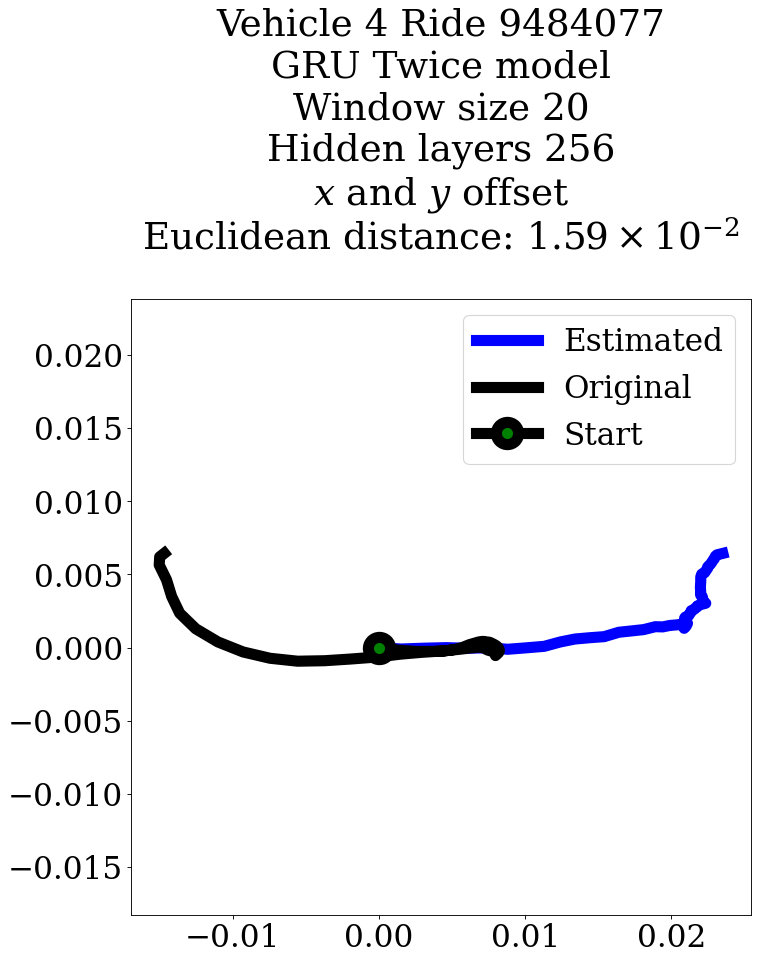 Vehicle 4 Ride 9484077
GRU Twice model
Window size 20
Hidden layers 256
x and y offset
Euclidean distance: 1.59 × 10⁻²
Estimated
Original
Start
0.020
0.015
0.010
0.005
0.000
−0.005
−0.010
−0.015
−0.01 0.00 0.01 0.02